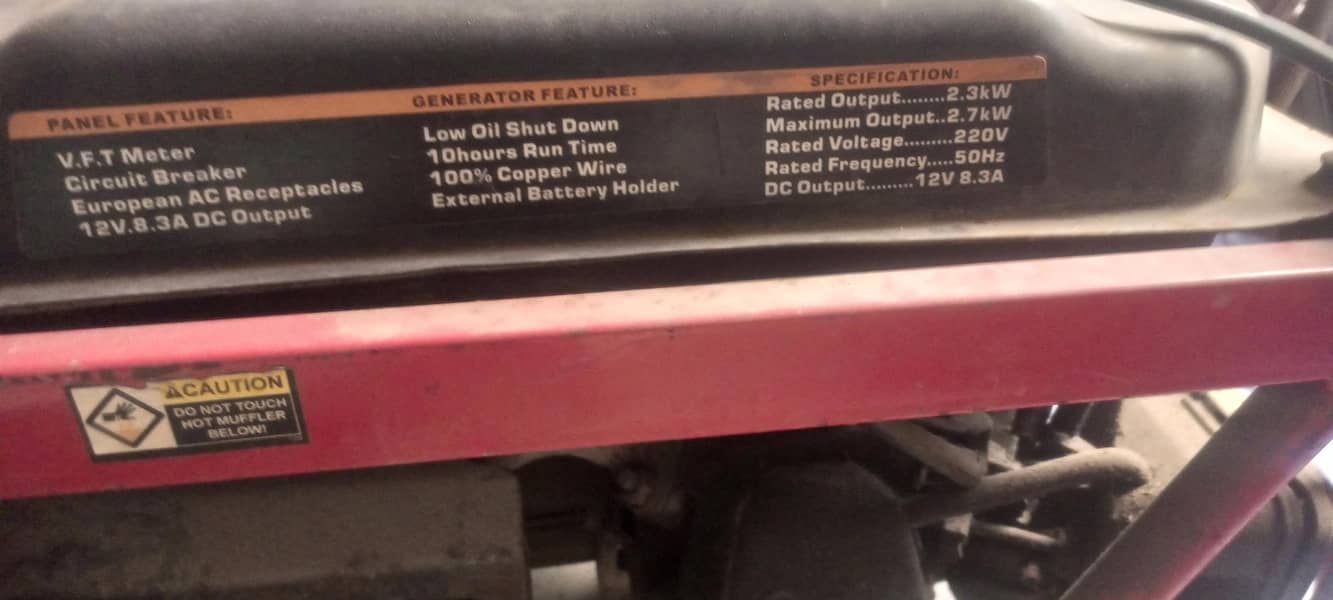 PANEL FEATURE:
V.F.T Meter
Circuit Breaker
European AC Receptacles
12V.8.3A DC Output
GENERATOR FEATURE:
Low Oil Shut Down
10hours Run Time
100% Copper Wire
External Battery Holder
SPECIFICATION:
Rated Output........2.3kW
Maximum Output..2.7kW
Rated Voltage.........220V
Rated Frequency.....50Hz
DC Output.........12V 8.3A
CAUTION
DO NOT TOUCH
HOT MUFFLER
BELOW!